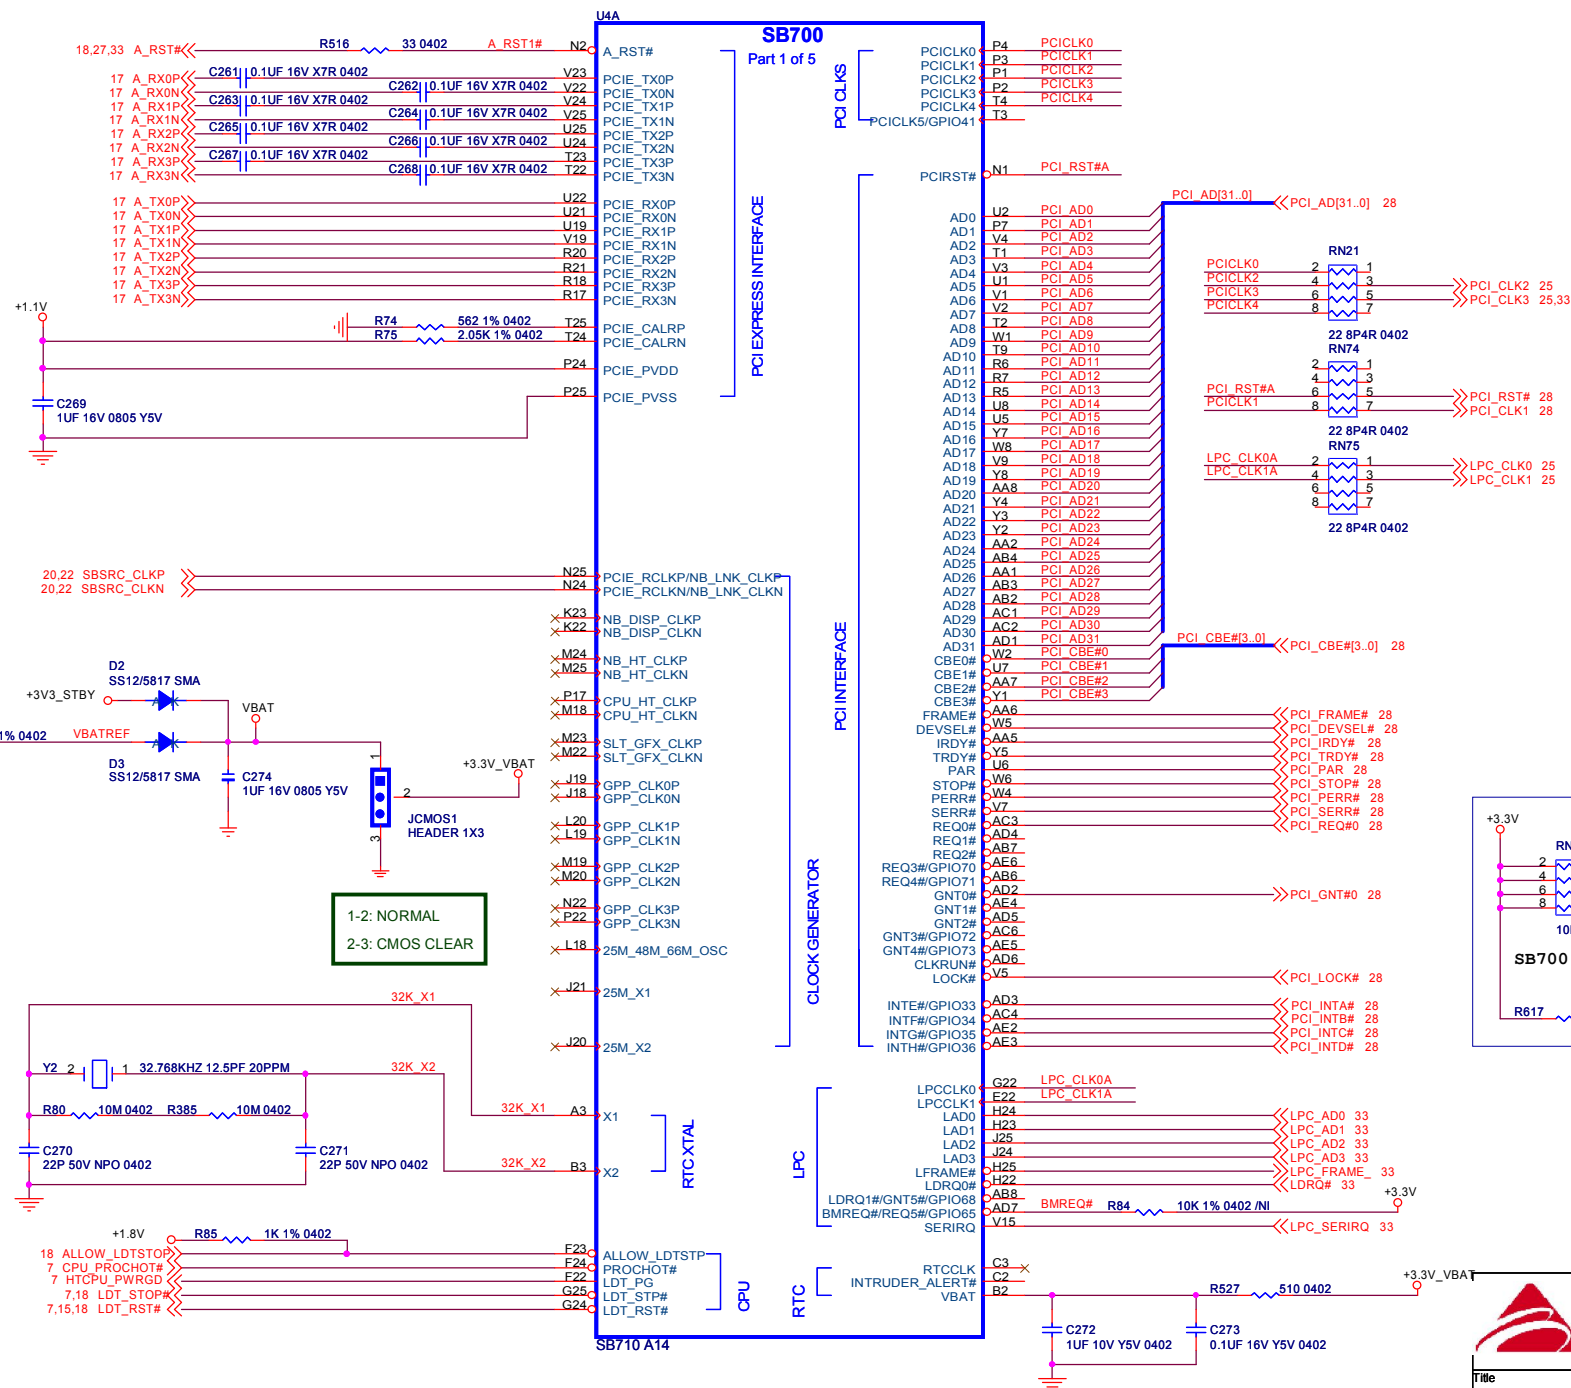 U4A
SB700
Part 1 of 5
18,27,33 A_RST# R516 33 0402 A_RST1# N2 A_RST#
17 A_RX0P C261 0.1UF 16V X7R 0402 V23 PCIE_TX0P
17 A_RX0N C262 0.1UF 16V X7R 0402 V22 PCIE_TX0N
17 A_RX1P C263 0.1UF 16V X7R 0402 V24 PCIE_TX1P
17 A_RX1N C264 0.1UF 16V X7R 0402 V25 PCIE_TX1N
17 A_RX2P C265 0.1UF 16V X7R 0402 U25 PCIE_TX2P
17 A_RX2N C266 0.1UF 16V X7R 0402 U24 PCIE_TX2N
17 A_RX3P C267 0.1UF 16V X7R 0402 T23 PCIE_TX3P
17 A_RX3N C268 0.1UF 16V X7R 0402 T22 PCIE_TX3N
17 A_TX0P U22 PCIE_RX0P
17 A_TX0N U21 PCIE_RX0N
17 A_TX1P U19 PCIE_RX1P
17 A_TX1N V19 PCIE_RX1N
17 A_TX2P R20 PCIE_RX2P
17 A_TX2N R21 PCIE_RX2N
17 A_TX3P R18 PCIE_RX3P
17 A_TX3N R17 PCIE_RX3N
+1.1V
R74 562 1% 0402 T25 PCIE_CALRP
R75 2.05K 1% 0402 T24 PCIE_CALRN
P24 PCIE_PVDD
P25 PCIE_PVSS
C269
1UF 16V 0805 Y5V
PCI EXPRESS INTERFACE
20,22 SBSRC_CLKP N25 PCIE_RCLKP/NB_LNK_CLKP
20,22 SBSRC_CLKN N24 PCIE_RCLKN/NB_LNK_CLKN
K23 NB_DISP_CLKP
K22 NB_DISP_CLKN
M24 NB_HT_CLKP
M25 NB_HT_CLKN
P17 CPU_HT_CLKP
M18 CPU_HT_CLKN
M23 SLT_GFX_CLKP
M22 SLT_GFX_CLKN
J19 GPP_CLK0P
J18 GPP_CLK0N
L20 GPP_CLK1P
L19 GPP_CLK1N
M19 GPP_CLK2P
M20 GPP_CLK2N
N22 GPP_CLK3P
P22 GPP_CLK3N
L18 25M_48M_66M_OSC
J21 25M_X1
J20 25M_X2
CLOCK GENERATOR
D2
SS12/5817 SMA
+3V3_STBY
VBAT
1% 0402 VBATREF
D3
SS12/5817 SMA
C274
1UF 16V 0805 Y5V
+3.3V_VBAT
1
2
3
JCMOS1
HEADER 1X3
1-2: NORMAL
2-3: CMOS CLEAR
32K_X1
Y2 2 1 32.768KHZ 12.5PF 20PPM 32K_X2
R80 10M 0402 R385 10M 0402 32K_X1 A3 X1
C270
22P 50V NPO 0402
C271
22P 50V NPO 0402
32K_X2 B3 X2
RTC XTAL
+1.8V R85 1K 1% 0402
18 ALLOW_LDTSTOP F23 ALLOW_LDTSTP
7 CPU_PROCHOT# F24 PROCHOT#
7 HTCPU_PWRGD F22 LDT_PG
7,18 LDT_STOP# G25 LDT_STP#
7,15,18 LDT_RST# G24 LDT_RST#
CPU
SB710 A14
PCI CLKS
PCICLK0 P4 PCICLK0
PCICLK1 P3 PCICLK1
PCICLK2 P1 PCICLK2
PCICLK3 P2 PCICLK3
PCICLK4 T4 PCICLK4
PCICLK5/GPIO41 T3
PCIRST# N1 PCI_RST#A
PCI INTERFACE
AD0 U2 PCI_AD0
AD1 P7 PCI_AD1
AD2 V4 PCI_AD2
AD3 T1 PCI_AD3
AD4 V3 PCI_AD4
AD5 U1 PCI_AD5
AD6 V1 PCI_AD6
AD7 V2 PCI_AD7
AD8 T2 PCI_AD8
AD9 W1 PCI_AD9
AD10 T9 PCI_AD10
AD11 R6 PCI_AD11
AD12 R7 PCI_AD12
AD13 R5 PCI_AD13
AD14 U8 PCI_AD14
AD15 U5 PCI_AD15
AD16 Y7 PCI_AD16
AD17 W8 PCI_AD17
AD18 V9 PCI_AD18
AD19 Y8 PCI_AD19
AD20 AA8 PCI_AD20
AD21 Y4 PCI_AD21
AD22 Y3 PCI_AD22
AD23 Y2 PCI_AD23
AD24 AA2 PCI_AD24
AD25 AB4 PCI_AD25
AD26 AA1 PCI_AD26
AD27 AB3 PCI_AD27
AD28 AB2 PCI_AD28
AD29 AC1 PCI_AD29
AD30 AC2 PCI_AD30
AD31 AD1 PCI_AD31
CBE0# W2 PCI_CBE#0
CBE1# U7 PCI_CBE#1
CBE2# AA7 PCI_CBE#2
CBE3# Y1 PCI_CBE#3
PCI_AD[31..0] PCI_AD[31..0] 28
PCI_CBE#[3..0] PCI_CBE#[3..0] 28
FRAME# AA6 PCI_FRAME# 28
DEVSEL# W5 PCI_DEVSEL# 28
IRDY# AA5 PCI_IRDY# 28
TRDY# Y5 PCI_TRDY# 28
PAR U6 PCI_PAR 28
STOP# W6 PCI_STOP# 28
PERR# W4 PCI_PERR# 28
SERR# V7 PCI_SERR# 28
REQ0# AC3 PCI_REQ#0 28
REQ1# AD4
REQ2# AB7
REQ3#/GPIO70 AE6
REQ4#/GPIO71 AB6
GNT0# AD2 PCI_GNT#0 28
GNT1# AE4
GNT2# AD5
GNT3#/GPIO72 AC6
GNT4#/GPIO73 AE5
CLKRUN# AD6
LOCK# V5 PCI_LOCK# 28
INTE#/GPIO33 AD3 PCI_INTA# 28
INTF#/GPIO34 AC4 PCI_INTB# 28
INTG#/GPIO35 AE2 PCI_INTC# 28
INTH#/GPIO36 AE3 PCI_INTD# 28
LPC
LPCCLK0 G22 LPC_CLK0A
LPCCLK1 E22 LPC_CLK1A
LAD0 H24 LPC_AD0 33
LAD1 H23 LPC_AD1 33
LAD2 J25 LPC_AD2 33
LAD3 J24 LPC_AD3 33
LFRAME# H25 LPC_FRAME_ 33
LDRQ0# H22 LDRQ# 33
LDRQ1#/GNT5#/GPIO68 AB8
BMREQ#/REQ5#/GPIO65 AD7 BMREQ# R84 10K 1% 0402 /NI +3.3V
SERIRQ V15 LPC_SERIRQ 33
RTC
RTCCLK C3
INTRUDER_ALERT# C2
VBAT B2 R527 510 0402 +3.3V_VBAT
C272
1UF 10V Y5V 0402
C273
0.1UF 16V Y5V 0402
RN21
PCICLK0 2 1
PCICLK2 4 3 PCI_CLK2 25
PCICLK3 6 5 PCI_CLK3 25,33
PCICLK4 8 7
22 8P4R 0402
RN74
2 1
4 3
PCI_RST#A 6 5 PCI_RST# 28
PCICLK1 8 7 PCI_CLK1 28
22 8P4R 0402
RN75
LPC_CLK0A 2 1 LPC_CLK0 25
LPC_CLK1A 4 3 LPC_CLK1 25
6 5
8 7
22 8P4R 0402
+3.3V
RN
2
4
6
8
SB700
R617
Title